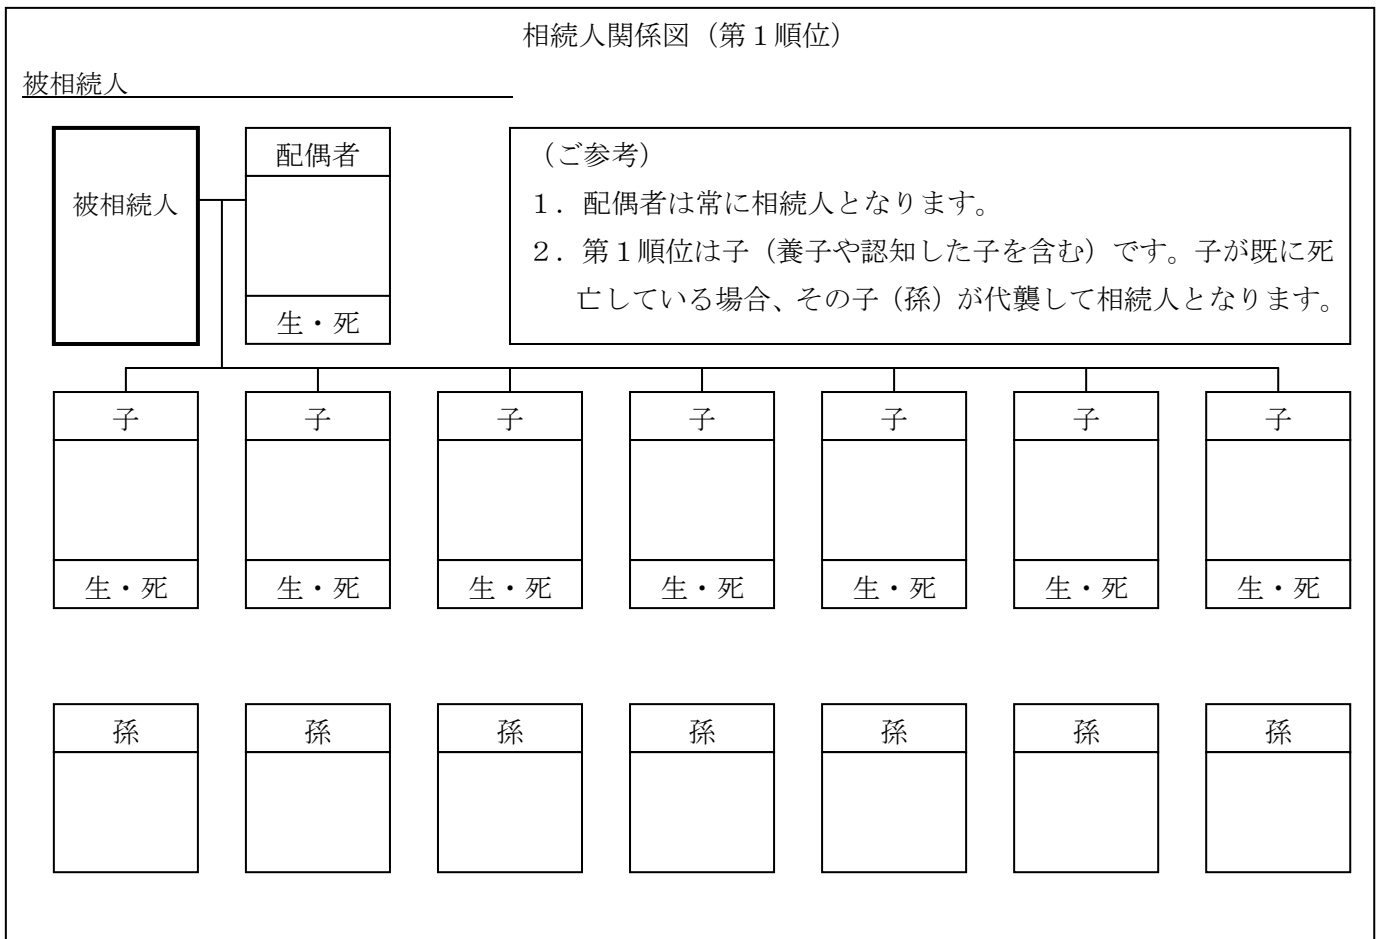 相続人関係図（第１順位）
被相続人
被相続人
配偶者
生・死
（ご参考）
１．配偶者は常に相続人となります。
２．第１順位は子（養子や認知した子を含む）です。子が既に死
亡している場合、その子（孫）が代襲して相続人となります。
子 子 子 子 子 子 子
生・死 生・死 生・死 生・死 生・死 生・死 生・死
孫 孫 孫 孫 孫 孫 孫